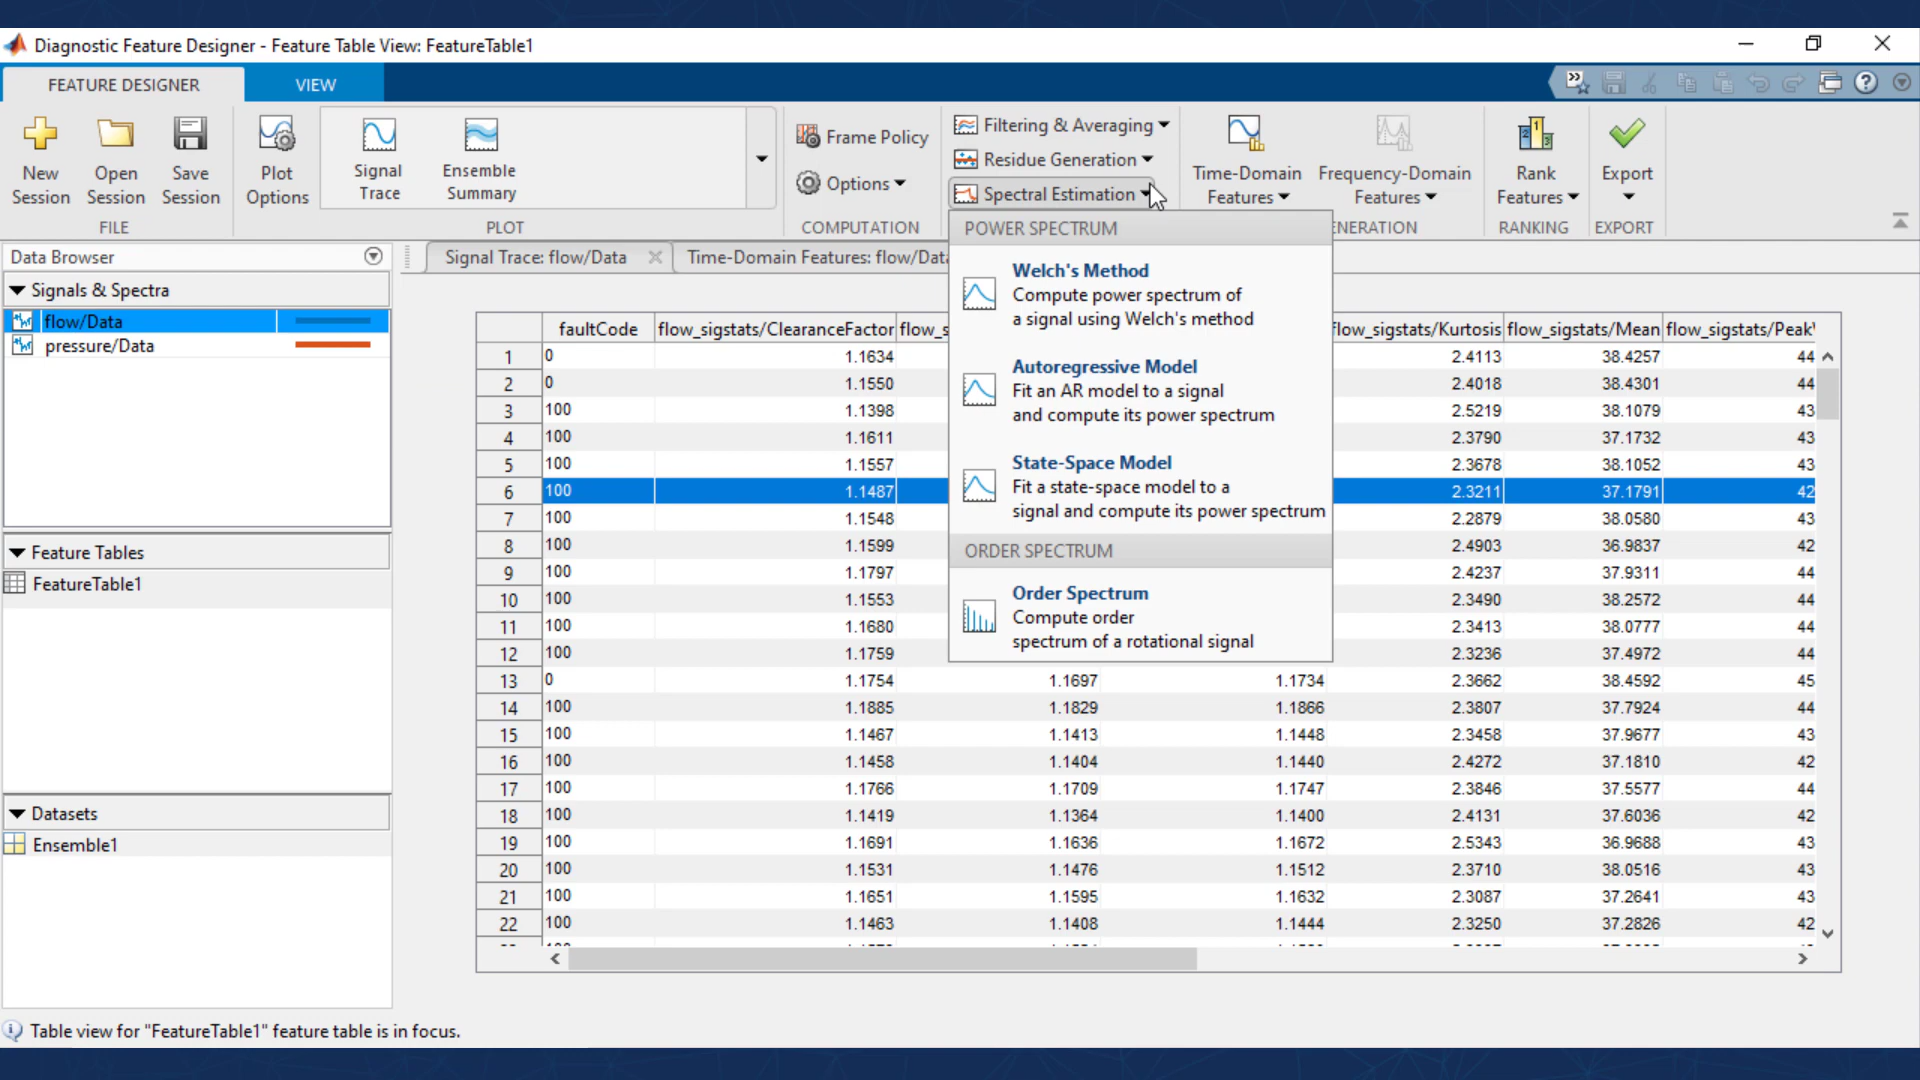 Diagnostic Feature Designer - Feature Table View: FeatureTable1
FEATURE DESIGNER
VIEW
New Session
Open Session
Save Session
FILE
Plot Options
Signal Trace
Ensemble Summary
PLOT
Frame Policy
Options
COMPUTATION
Filtering & Averaging
Residue Generation
Spectral Estimation
Time-Domain Features
Frequency-Domain Features
ENERATION
Rank Features
RANKING
Export
EXPORT
POWER SPECTRUM
Welch's Method
Compute power spectrum of
a signal using Welch's method
Autoregressive Model
Fit an AR model to a signal
and compute its power spectrum
State-Space Model
Fit a state-space model to a
signal and compute its power spectrum
ORDER SPECTRUM
Order Spectrum
Compute order
spectrum of a rotational signal
Data Browser
Signals & Spectra
flow/Data
pressure/Data
Feature Tables
FeatureTable1
Datasets
Ensemble1
Signal Trace: flow/Data
Time-Domain Features: flow/Data
faultCode flow_sigstats/ClearanceFactor flow_s flow_sigstats/Kurtosis flow_sigstats/Mean flow_sigstats/Peak
1 0 1.1634 2.4113 38.4257 44
2 0 1.1550 2.4018 38.4301 44
3 100 1.1398 2.5219 38.1079 43
4 100 1.1611 2.3790 37.1732 43
5 100 1.1557 2.3678 38.1052 43
6 100 1.1487 2.3211 37.1791 42
7 100 1.1548 2.2879 38.0580 43
8 100 1.1599 2.4903 36.9837 42
9 100 1.1797 2.4237 37.9311 44
10 100 1.1553 2.3490 38.2572 44
11 100 1.1680 2.3413 38.0777 44
12 100 1.1759 2.3236 37.4972 44
13 0 1.1754 1.1697 1.1734 2.3662 38.4592 45
14 100 1.1885 1.1829 1.1866 2.3807 37.7924 44
15 100 1.1467 1.1413 1.1448 2.3458 37.9677 43
16 100 1.1458 1.1404 1.1440 2.4272 37.1810 42
17 100 1.1766 1.1709 1.1747 2.3846 37.5577 44
18 100 1.1419 1.1364 1.1400 2.4131 37.6036 42
19 100 1.1691 1.1636 1.1672 2.5343 36.9688 43
20 100 1.1531 1.1476 1.1512 2.3710 38.0516 43
21 100 1.1651 1.1595 1.1632 2.3087 37.2641 43
22 100 1.1463 1.1408 1.1444 2.3250 37.2826 42
Table view for "FeatureTable1" feature table is in focus.